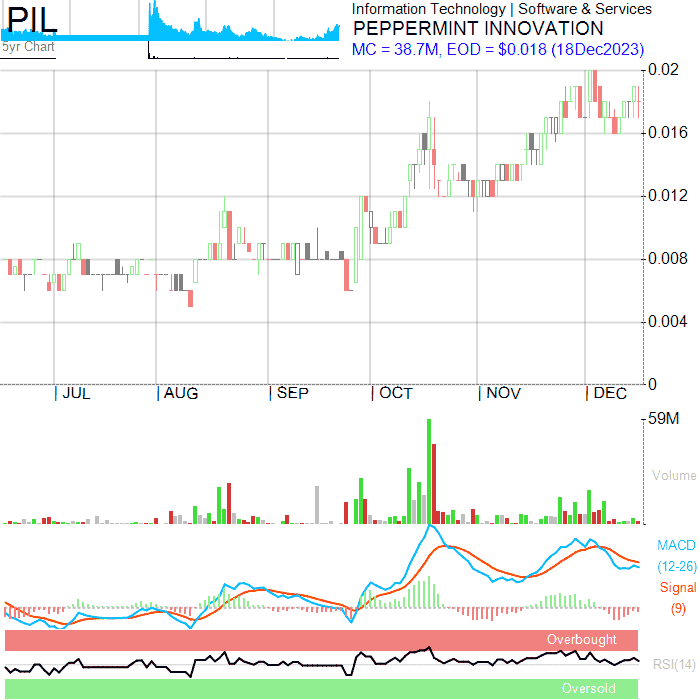 PIL
5yr Chart
Information Technology | Software & Services
PEPPERMINT INNOVATION
MC = 38.7M, EOD = $0.018 (18Dec2023)
0.02
0.016
0.012
0.008
0.004
0
| JUL | AUG | SEP | OCT | NOV | DEC
59M
Volume
MACD
(12-26)
Signal
(9)
Overbought
RSI(14)
Oversold